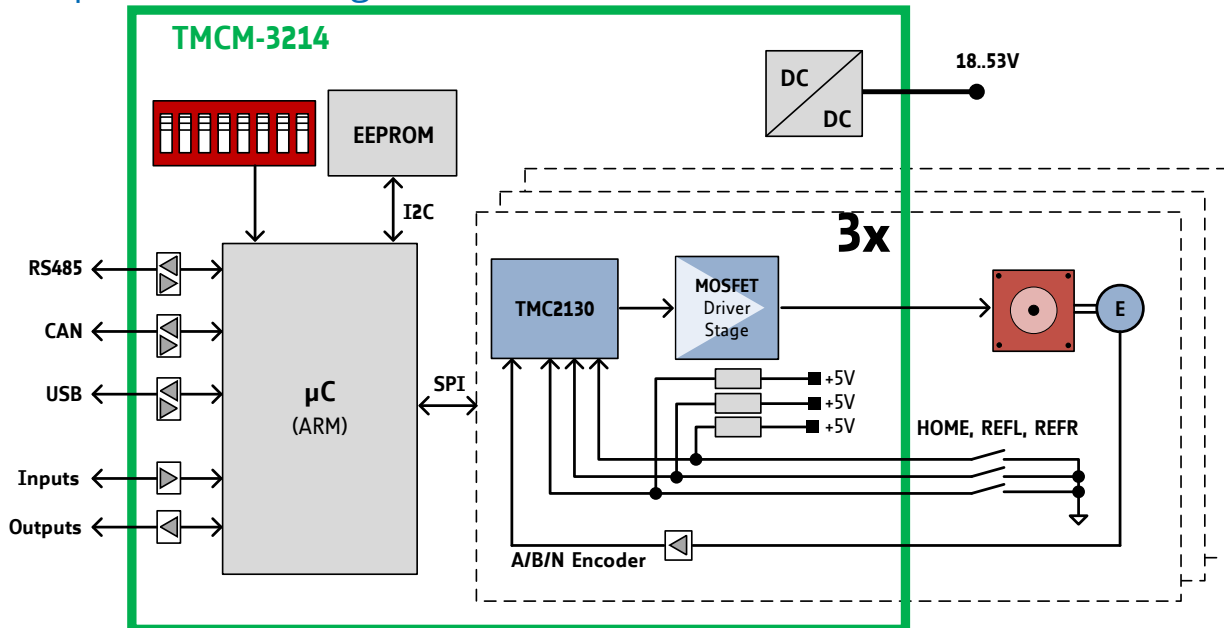 TMCM-3214
18..53V
DC
DC
EEPROM
I2C
3x
RS485
CAN
USB
Inputs
Outputs
µC
(ARM)
SPI
TMC2130
MOSFET
Driver
Stage
E
+5V
+5V
+5V
HOME, REFL, REFR
A/B/N Encoder